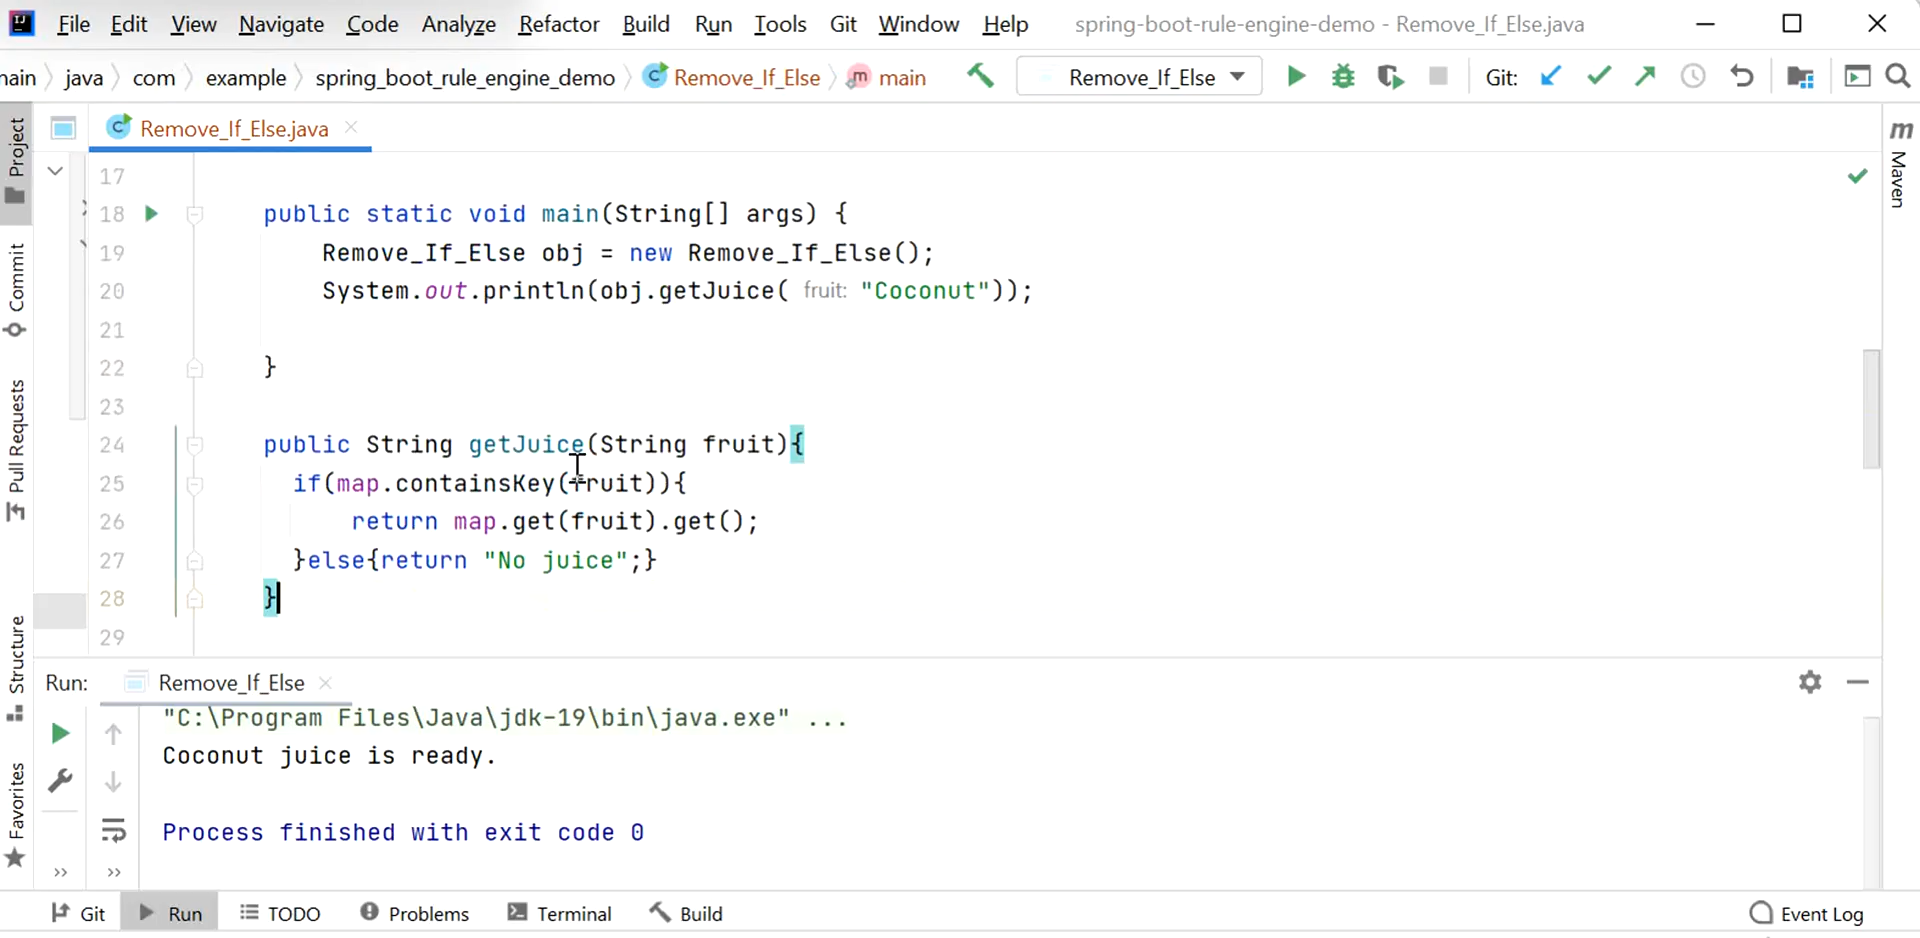 File Edit View Navigate Code Analyze Refactor Build Run Tools Git Window Help spring-boot-rule-engine-demo - Remove_If_Else.java
nain java com example spring_boot_rule_engine_demo Remove_If_Else main Remove_If_Else Git:
Remove_If_Else.java
Project
Commit
Pull Requests
Structure
Favorites
Maven
17
18 public static void main(String[] args) {
19 Remove_If_Else obj = new Remove_If_Else();
20 System.out.println(obj.getJuice( fruit: "Coconut"));
21
22 }
23
24 public String getJuice(String fruit){
25 if(map.containsKey(fruit)){
26 return map.get(fruit).get();
27 }else{return "No juice";}
28 }
29
Run: Remove_If_Else
"C:\Program Files\Java\jdk-19\bin\java.exe" ...
Coconut juice is ready.
Process finished with exit code 0
Git Run TODO Problems Terminal Build Event Log